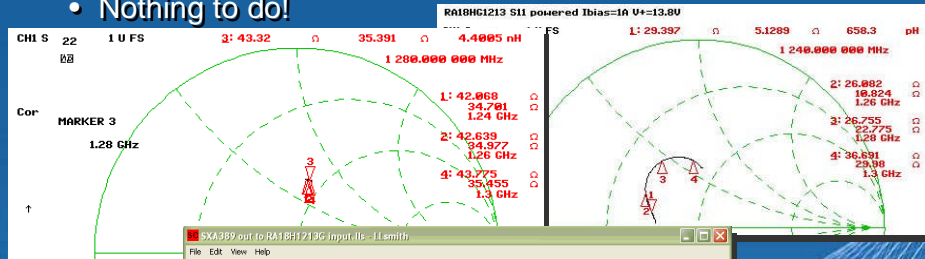 • Nothing to do!
RA18HG1213 S11 powered Ibias=1A V+=13.8V
CH1 S 22 1 U FS 3: 43.32 Ω 35.391 Ω 4.4005 nH
1 280.000 000 MHz
Cor
MARKER 3
1.28 GHz
↑
1: 42.068 Ω
34.701 Ω
1.24 GHz
2: 42.639 Ω
34.977 Ω
1.26 GHz
4: 43.775 Ω
35.455 Ω
1.3 GHz
3
FS 1: 29.397 Ω 5.1289 Ω 658.3 pH
1 240.000 000 MHz
2: 26.082 Ω
10.824 Ω
1.26 GHz
3: 26.755 Ω
22.775 Ω
1.28 GHz
4: 36.691 Ω
29.98 Ω
1.3 GHz
3 4
1
2
SXA389 out to RA18H1213G input.lls - LLsmith
File Edit View Help